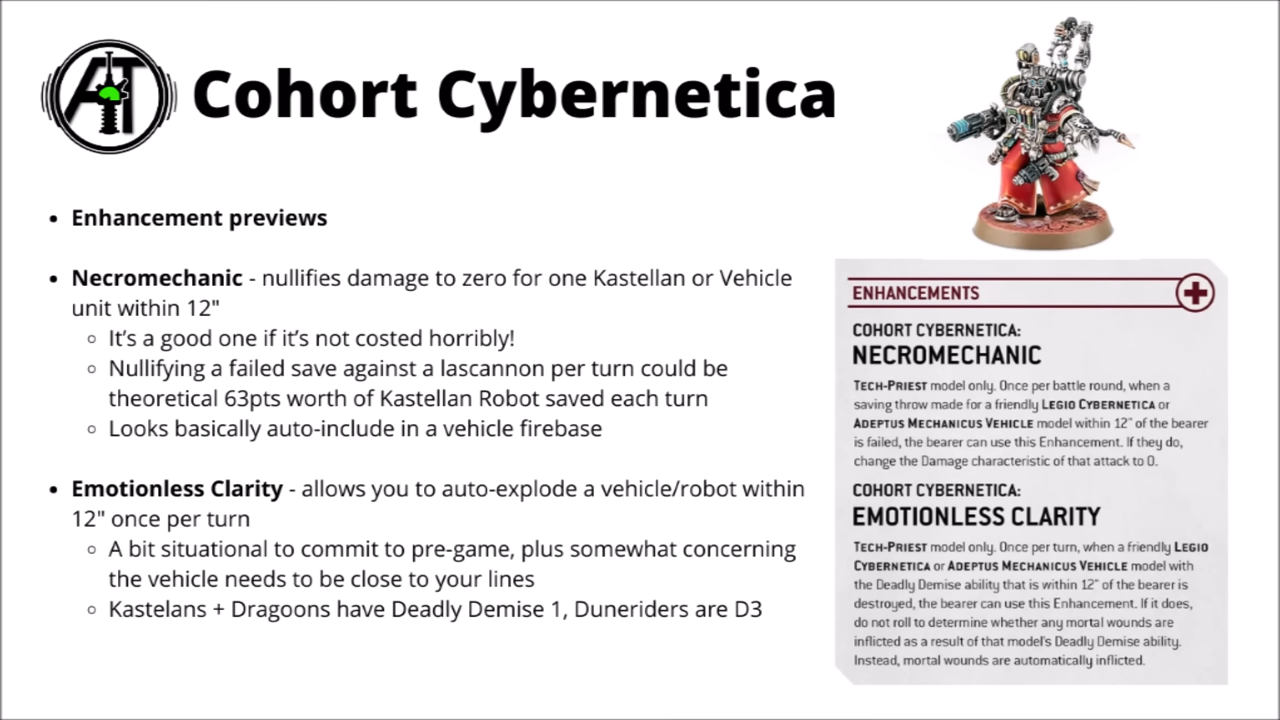 AT
Cohort Cybernetica
• Enhancement previews
• Necromechanic - nullifies damage to zero for one Kastellan or Vehicle
unit within 12"
○ It’s a good one if it’s not costed horribly!
○ Nullifying a failed save against a lascannon per turn could be
theoretical 63pts worth of Kastellan Robot saved each turn
○ Looks basically auto-include in a vehicle firebase
• Emotionless Clarity - allows you to auto-explode a vehicle/robot within
12" once per turn
○ A bit situational to commit to pre-game, plus somewhat concerning
the vehicle needs to be close to your lines
○ Kastelans + Dragoons have Deadly Demise 1, Duneriders are D3
ENHANCEMENTS
COHORT CYBERNETICA:
NECROMECHANIC
TECH-PRIEST model only. Once per battle round, when a
saving throw made for a friendly LEGIO CYBERNETICA or
ADEPTUS MECHANICUS VEHICLE model within 12" of the bearer
is failed, the bearer can use this Enhancement. If they do,
change the Damage characteristic of that attack to 0.
COHORT CYBERNETICA:
EMOTIONLESS CLARITY
TECH-PRIEST model only. Once per turn, when a friendly LEGIO
CYBERNETICA or ADEPTUS MECHANICUS VEHICLE model with
the Deadly Demise ability that is within 12" of the bearer is
destroyed, the bearer can use this Enhancement. If it does,
do not roll to determine whether any mortal wounds are
inflicted as a result of that model's Deadly Demise ability.
Instead, mortal wounds are automatically inflicted.